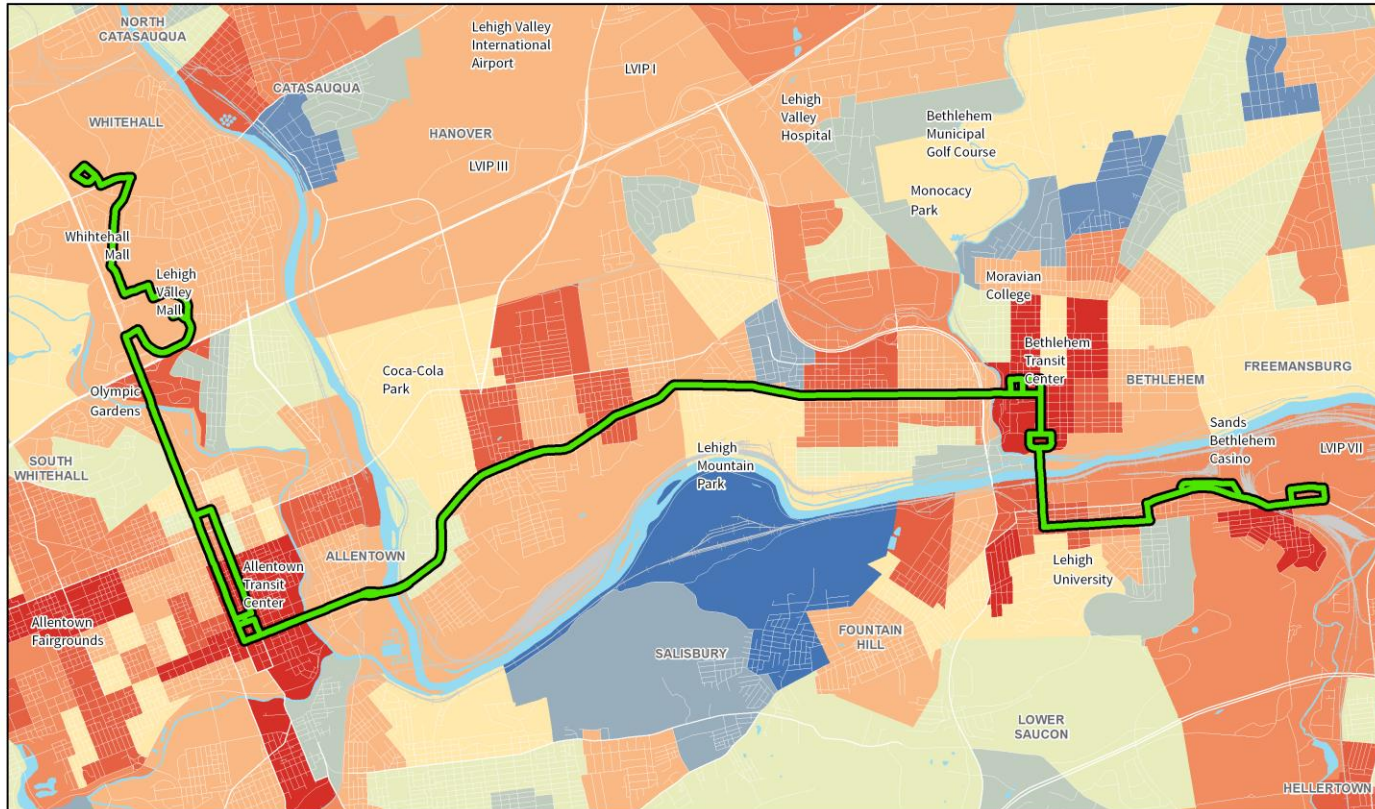 NORTH
CATASAUQUA
Lehigh Valley
International
Airport
LVIP I
CATASAUQUA
Lehigh
Valley
Hospital
Bethlehem
Municipal
Golf Course
WHITEHALL
HANOVER
LVIP III
Monocacy
Park
Whihtehall
Mall
Lehigh
Valley
Mall
Moravian
College
Coca-Cola
Park
Bethlehem
Transit
Center
BETHLEHEM
FREEMANSBURG
Olympic
Gardens
Sands
Bethlehem
Casino
LVIP VII
SOUTH
WHITEHALL
Lehigh
Mountain
Park
ALLENTOWN
Allentown
Transit
Center
Lehigh
University
Allentown
Fairgrounds
FOUNTAIN
HILL
SALISBURY
LOWER
SAUCON
HELLERTOWN